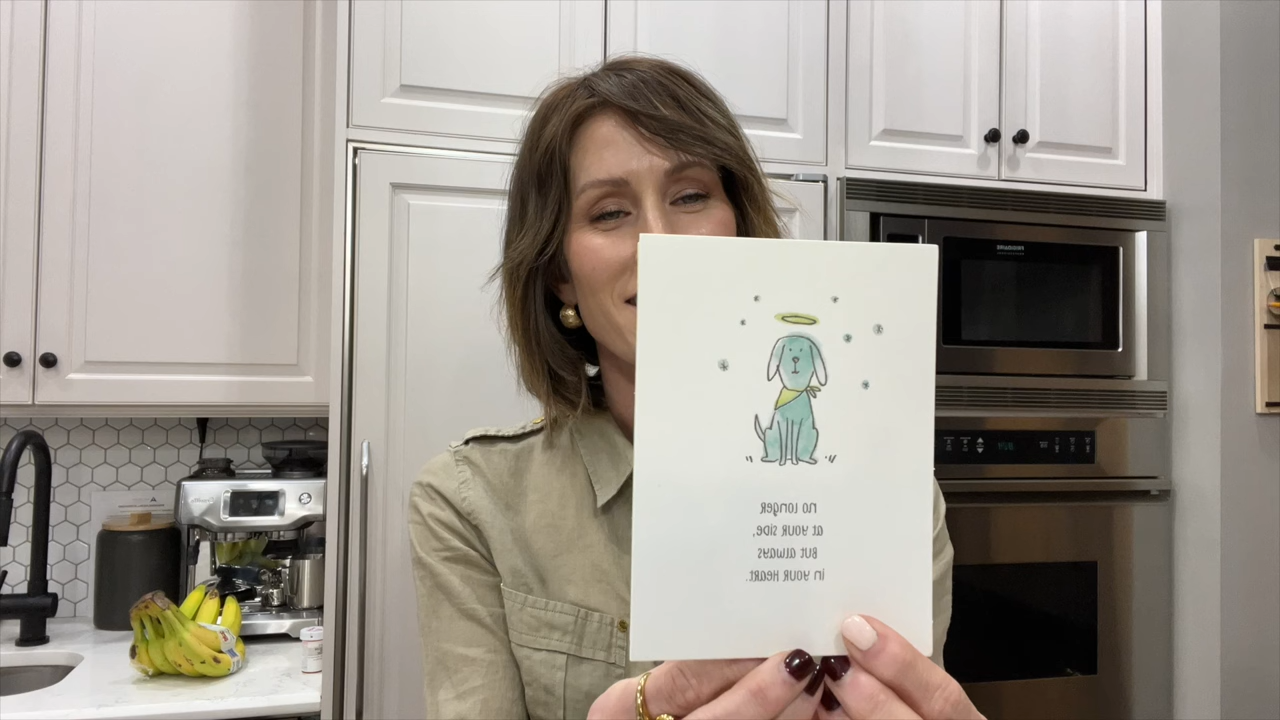 no longer
at your side,
but always
in your heart.